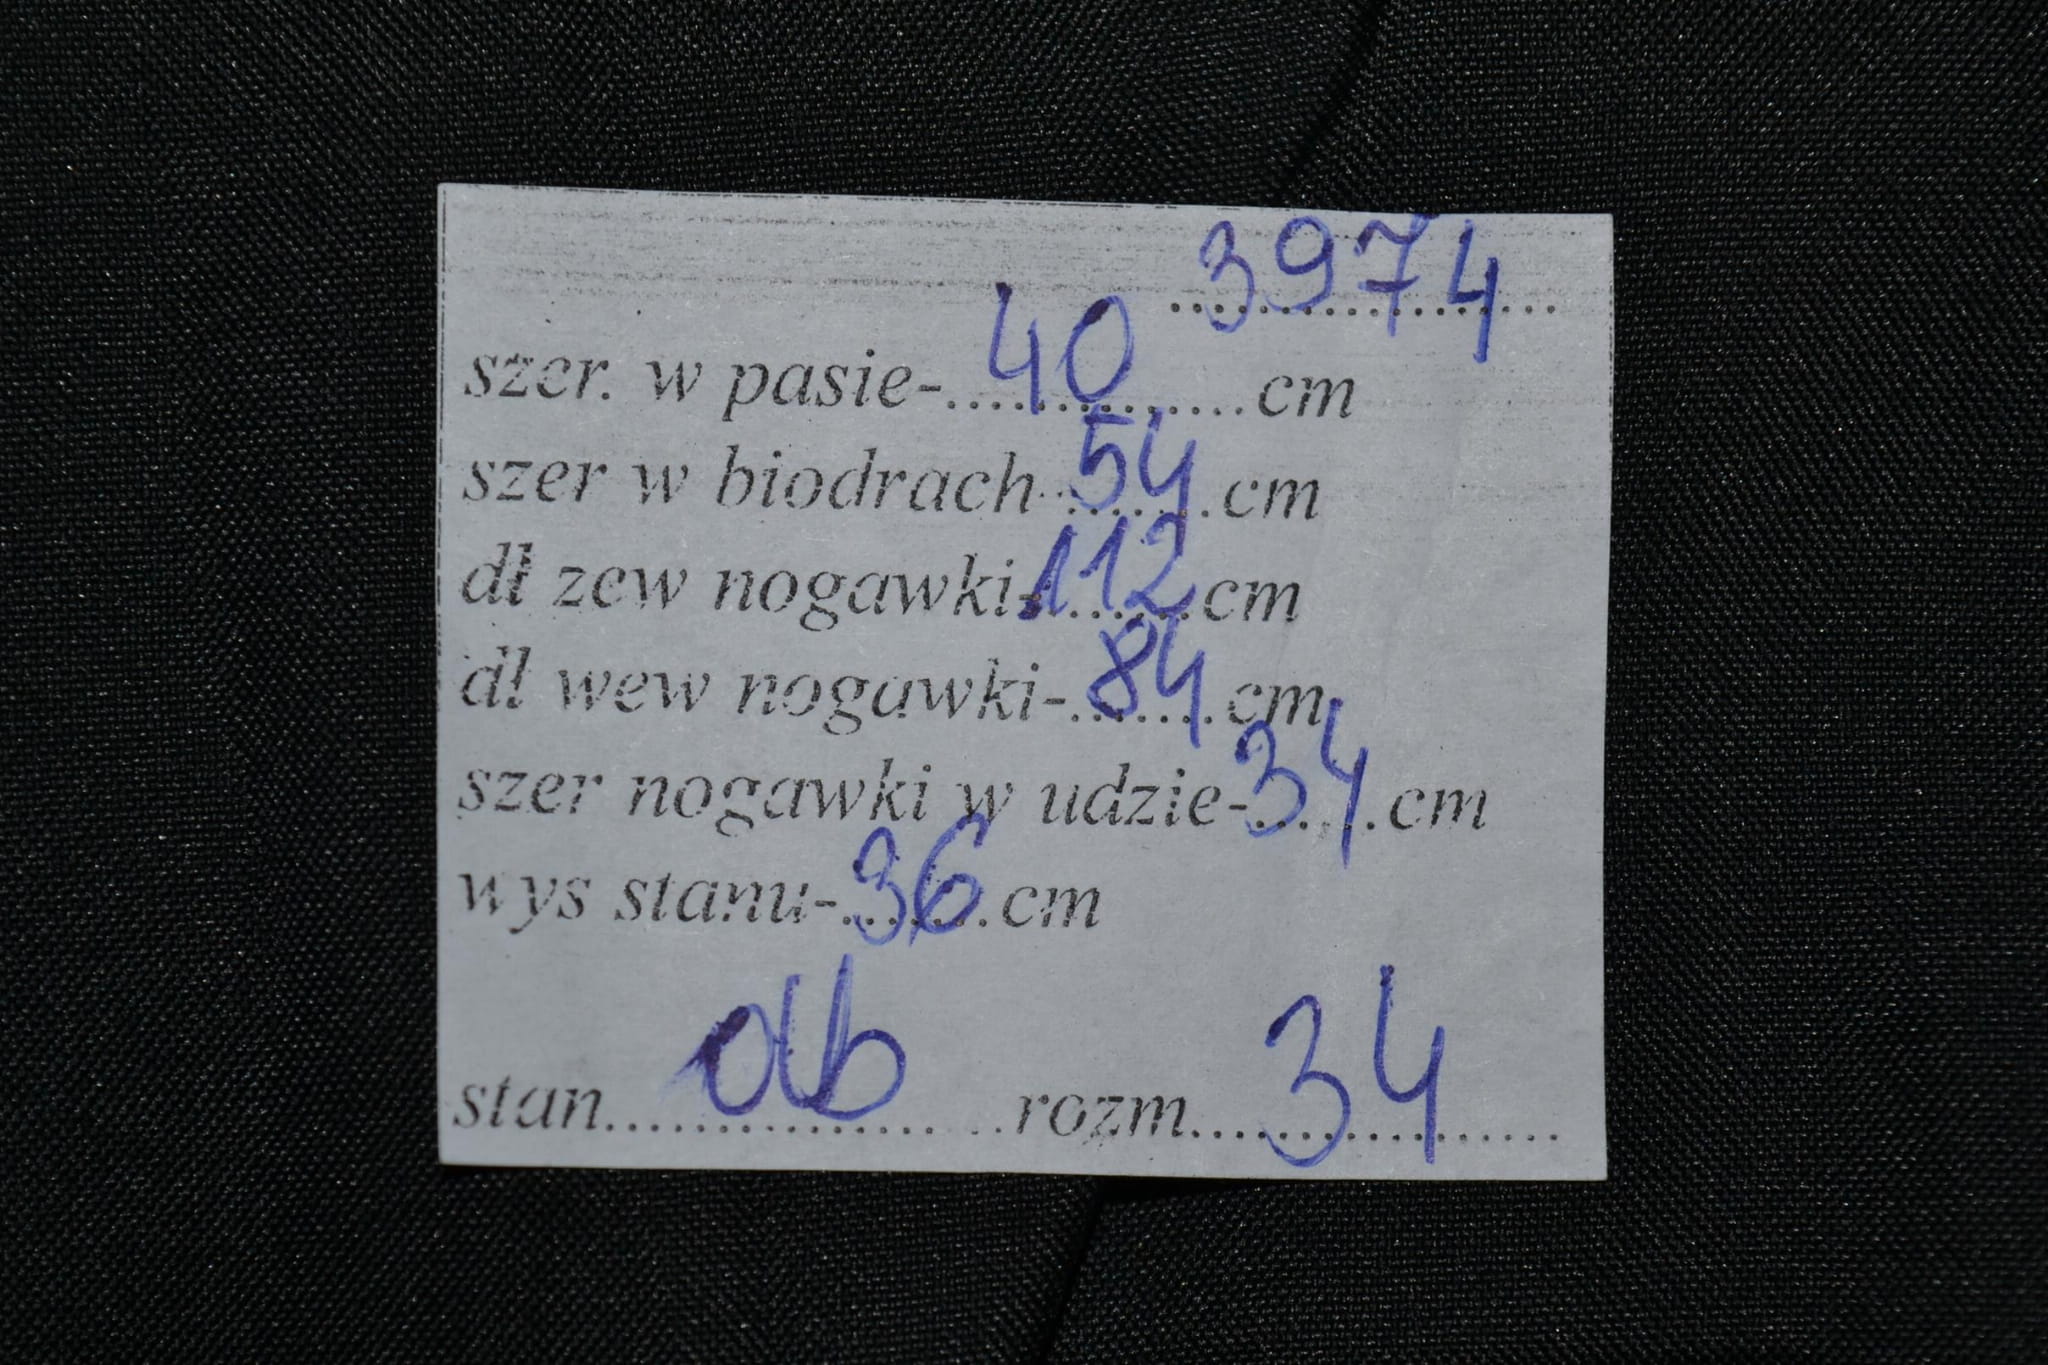 3974
szer. w pasie-....40....cm
szer w biodrach-..54..cm
dł zew nogawki-112..cm
dł wew nogawki-..84..cm
szer nogawki w udzie-34..cm
wys stanu-..36..cm
stan.................rozm....34....